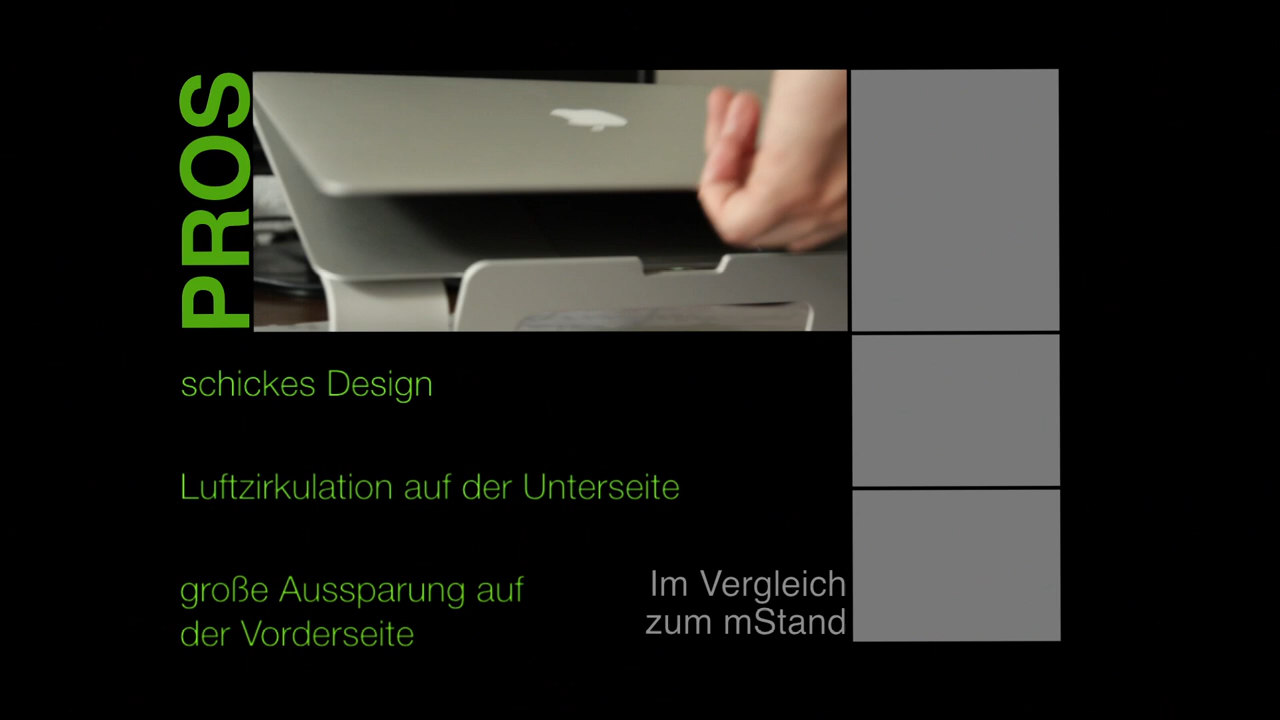 PROS
schickes Design
Luftzirkulation auf der Unterseite
große Aussparung auf
der Vorderseite
Im Vergleich
zum mStand